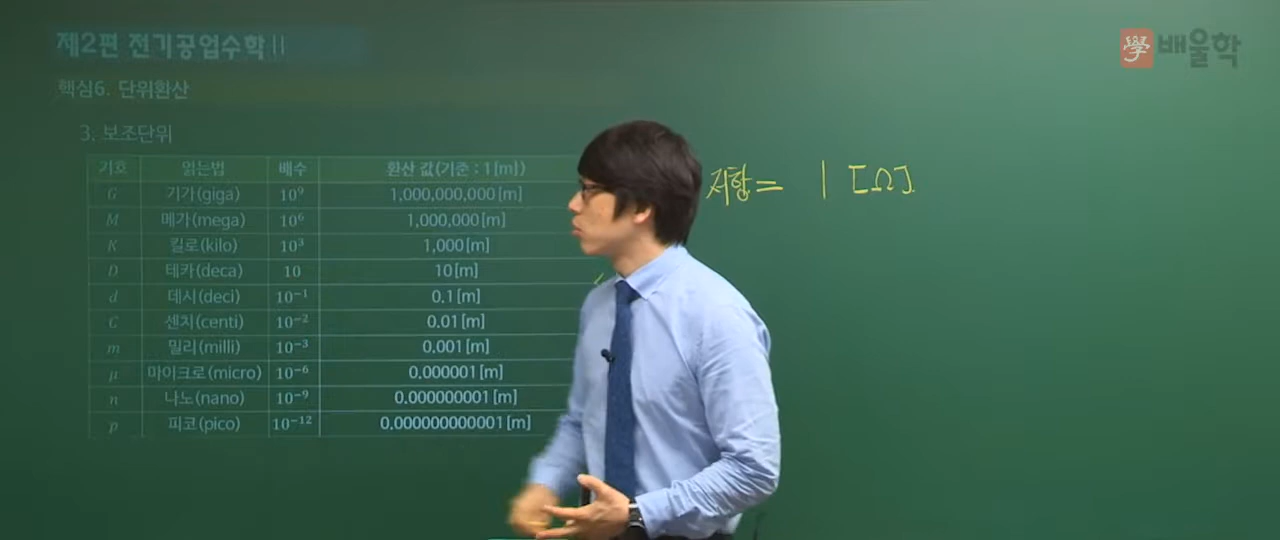 제2편 전기공업수학 II
핵심6. 단위환산
3. 보조단위
기호 읽는법 배수 환산 값(기준 : 1[m])
G 기가(giga) 10⁹ 1,000,000,000[m]
M 메가(mega) 10⁶ 1,000,000[m]
K 킬로(kilo) 10³ 1,000[m]
D 테카(deca) 10 10[m]
d 데시(deci) 10⁻¹ 0.1[m]
C 센치(centi) 10⁻² 0.01[m]
m 밀리(milli) 10⁻³ 0.001[m]
μ 마이크로(micro) 10⁻⁶ 0.000001[m]
n 나노(nano) 10⁻⁹ 0.000000001[m]
p 피코(pico) 10⁻¹² 0.000000000001[m]
저항 = 1 [Ω].
學 배울학